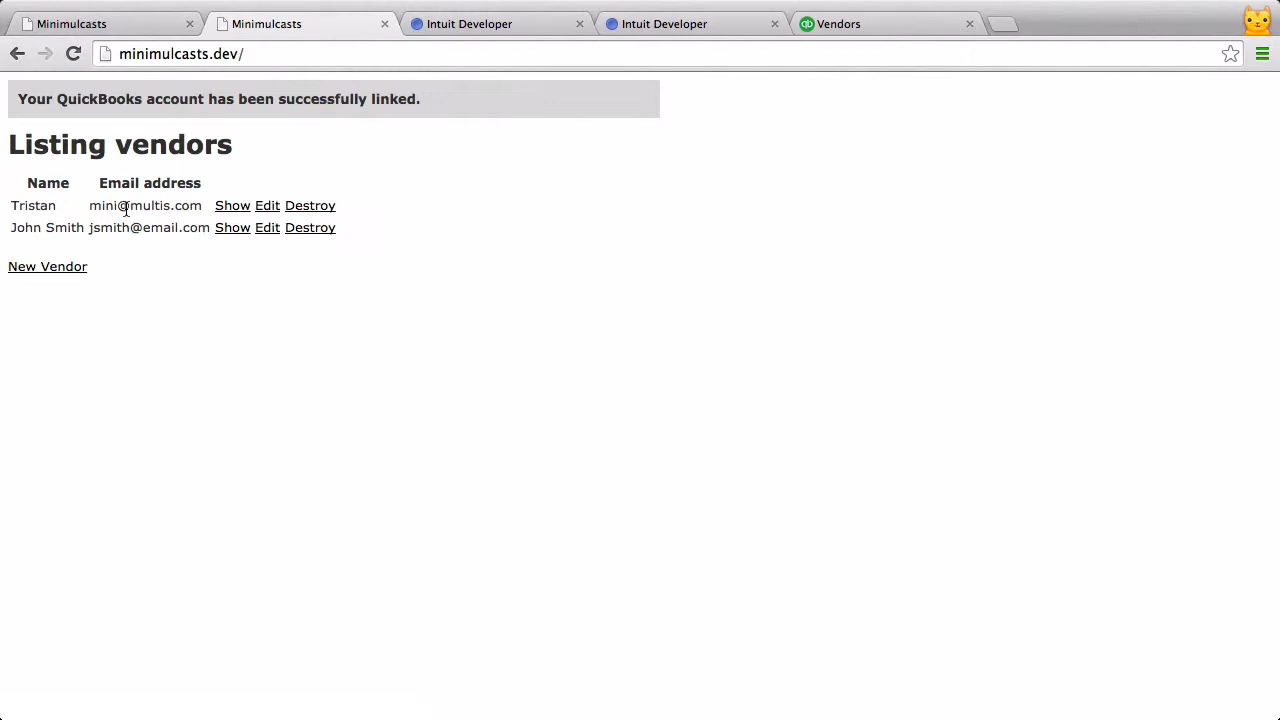 Minimulcasts Minimulcasts Intuit Developer Intuit Developer qb Vendors
minimulcasts.dev/
Your QuickBooks account has been successfully linked.
Listing vendors
Name Email address
Tristan mini@multis.com Show Edit Destroy
John Smith jsmith@email.com Show Edit Destroy
New Vendor